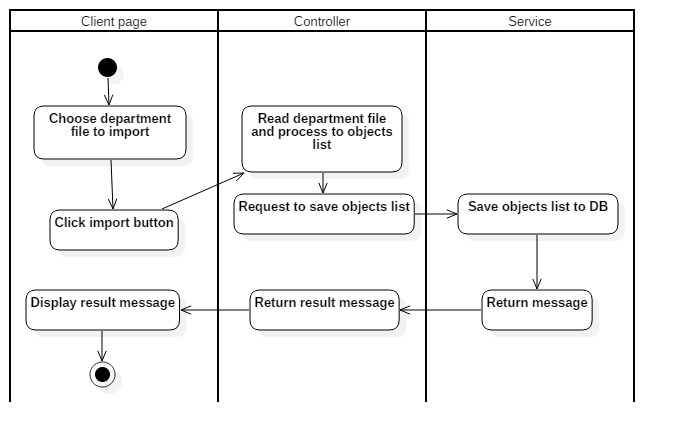 Client page
Controller
Service
Choose department
file to import
Read department file
and process to objects
list
Click import button
Request to save objects list
Save objects list to DB
Display result message
Return result message
Return message